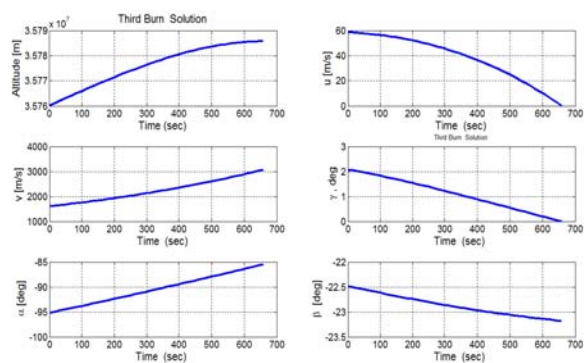 Third Burn Solution
x 10^7
3.579
3.578
3.577
3.576
Altitude [m]
0 100 200 300 400 500 600 700
Time (sec)
60
40
20
0
u [m/s]
0 100 200 300 400 500 600 700
Time (sec)
4000
3000
2000
1000
v [m/s]
0 100 200 300 400 500 600 700
Time (sec)
Third Burn Solution
3
2
1
0
γ, deg
0 100 200 300 400 500 600 700
Time (sec)
-85
-90
-95
-100
α [deg]
0 100 200 300 400 500 600 700
Time (sec)
-22
-22.5
-23
-23.5
β [deg]
0 100 200 300 400 500 600 700
Time (sec)